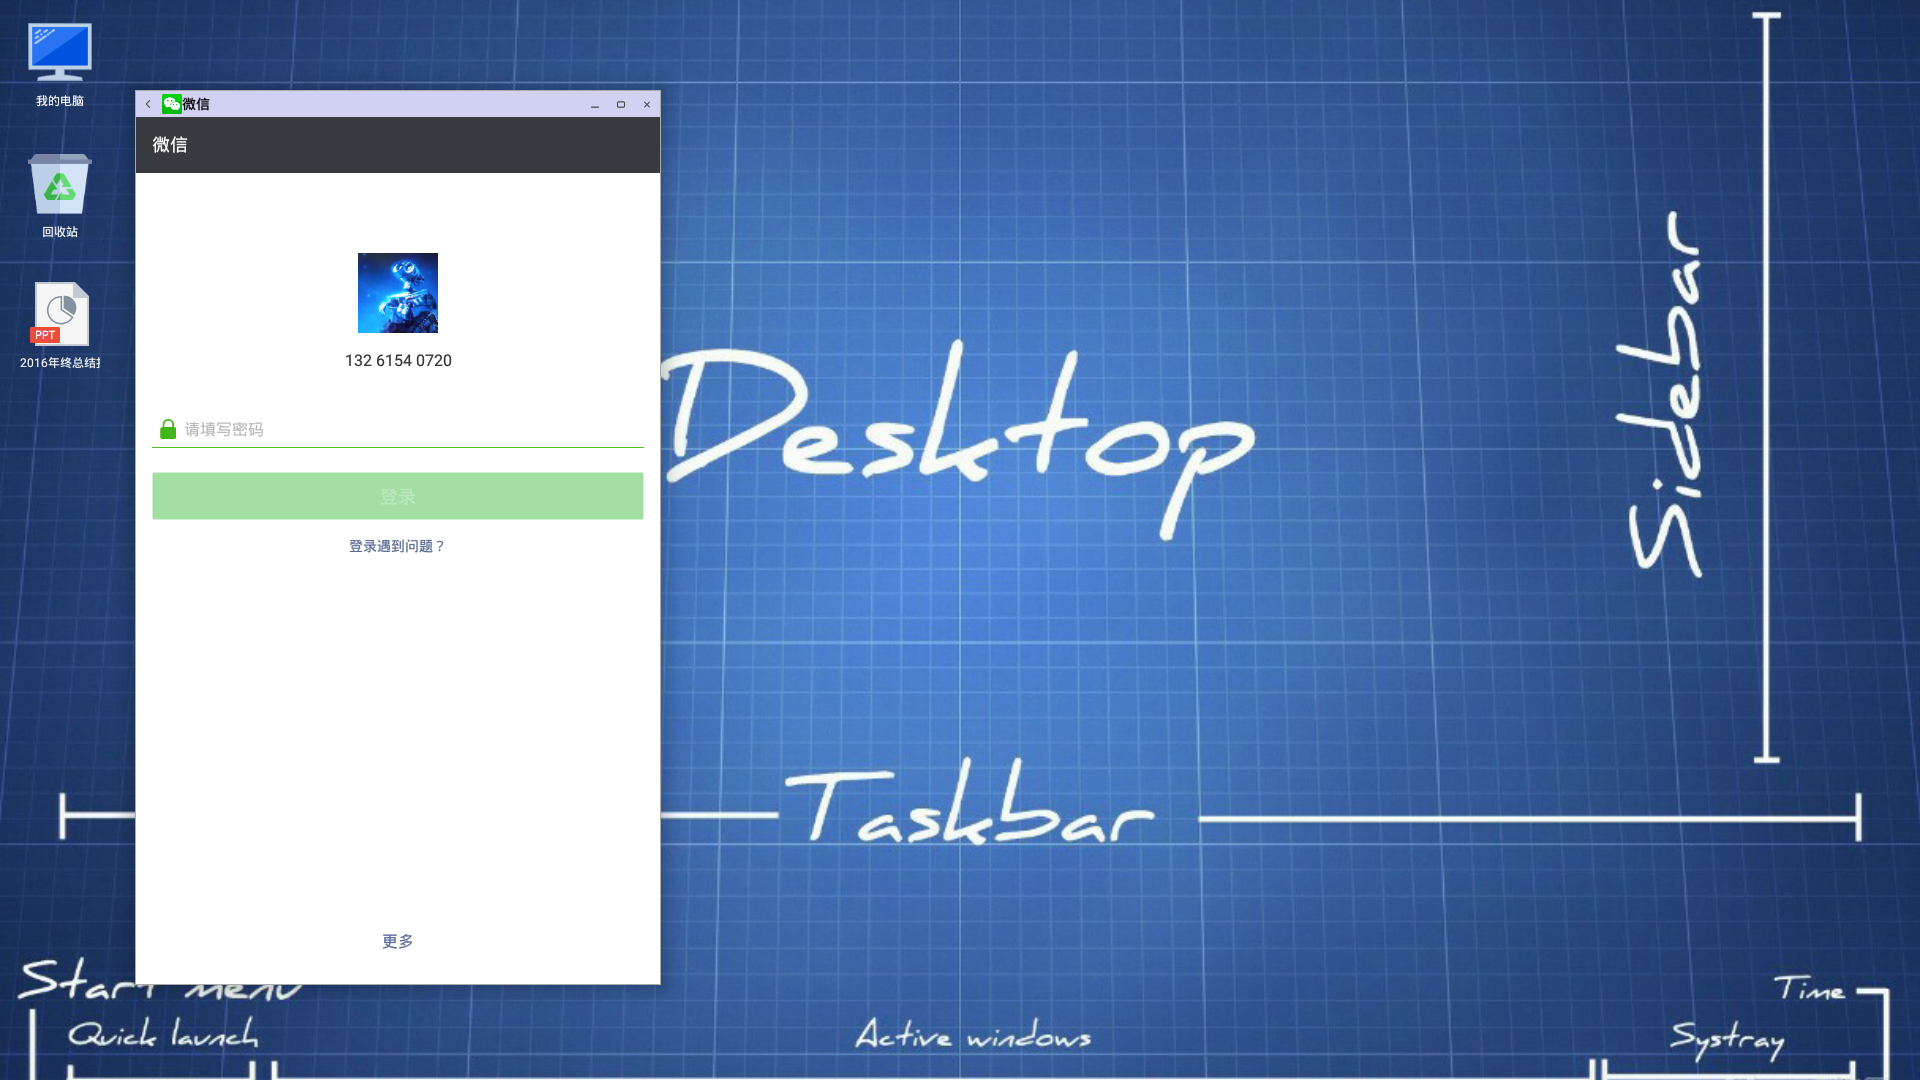 我的电脑
回收站
PPT
2016年终总结
微信
微信
132 6154 0720
请填写密码
登录
登录遇到问题？
更多
Desktop
Sidebar
Taskbar
Start menu
Quick launch
Active windows
Time
Systray